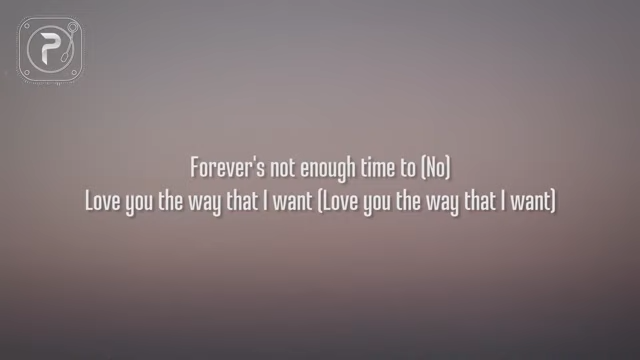 P
Forever's not enough time to (No)
Love you the way that I want (Love you the way that I want)